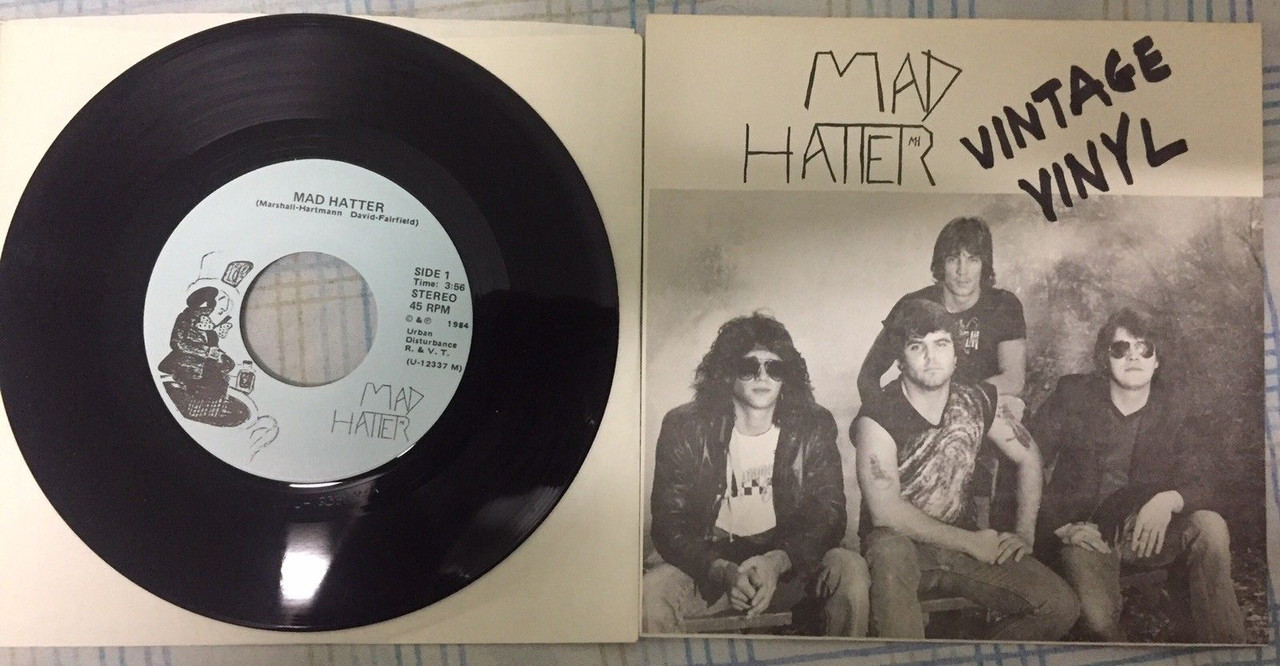 MAD HATTER
(Marshall-Hartmann David-Fairfield)
SIDE 1
Time: 3:56
STEREO
45 RPM
© & ℗ 1984
Urban
Disturbance
R. & V. T.
(U-12337 M)
MAD
HATTER
MAD
HATTER
MH
VINTAGE
VINYL